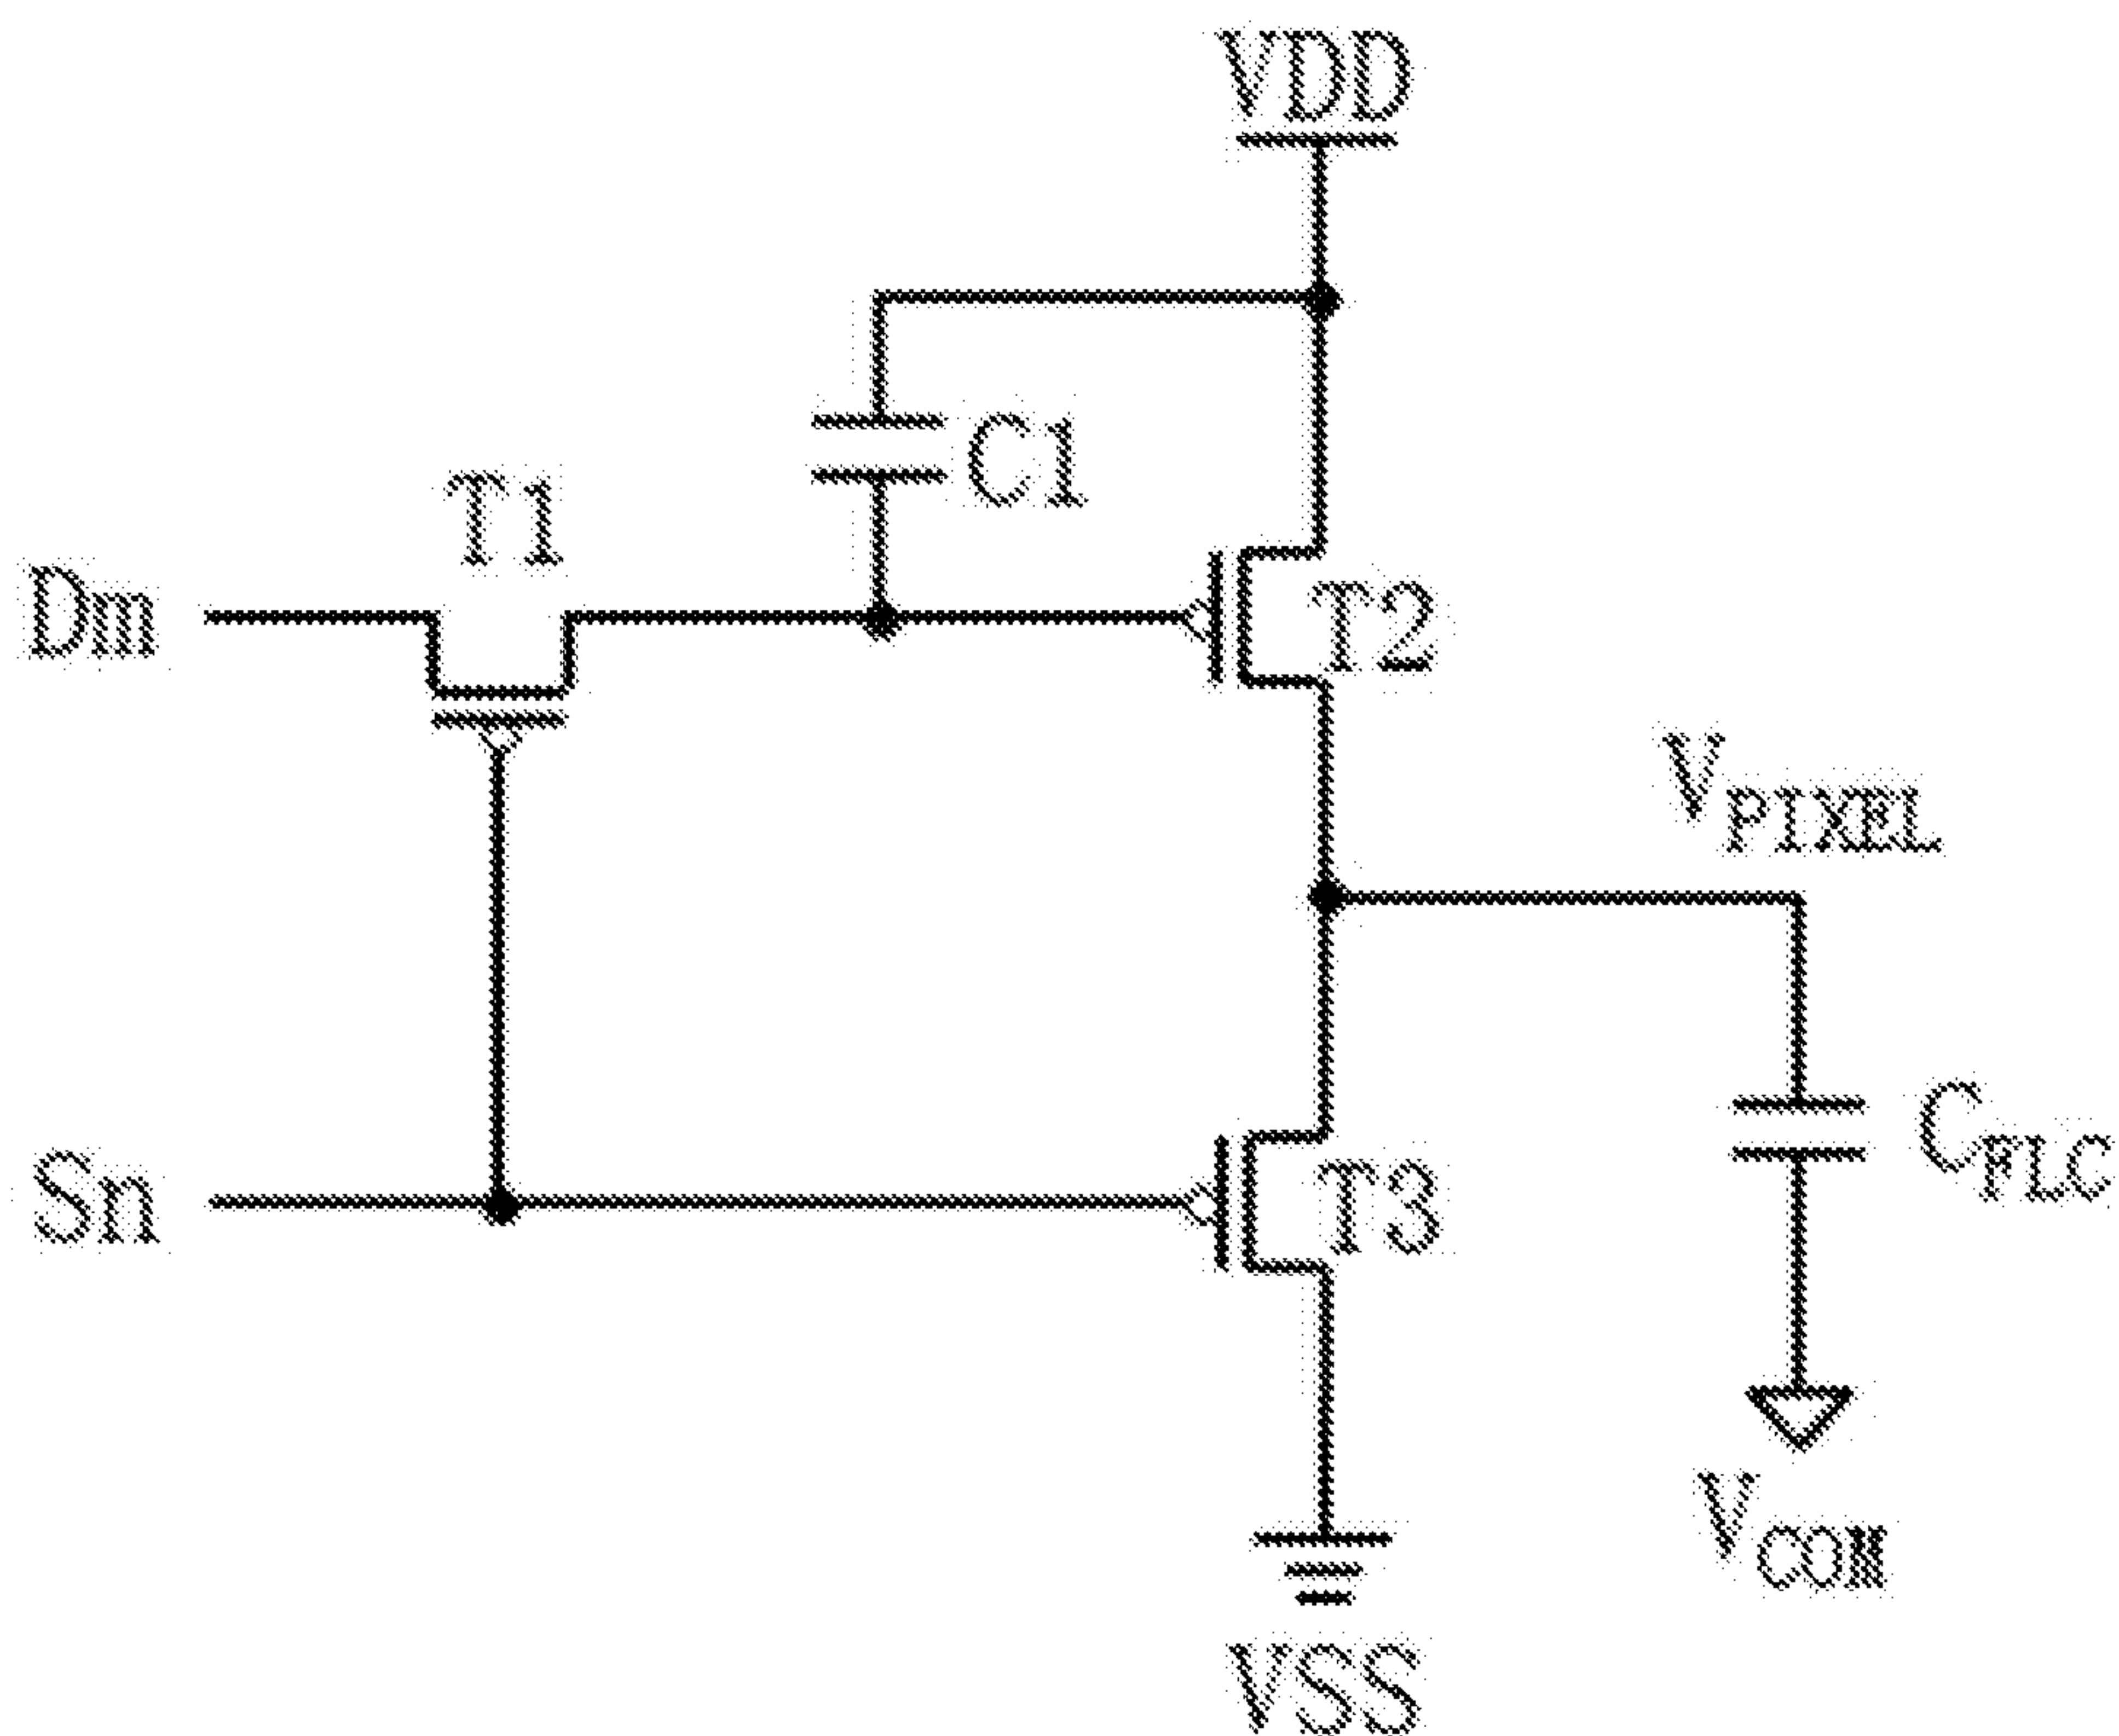 VDD
C1
T1
Dm
T2
VPIXEL
CFLC
Sn
T3
VCOM
VSS